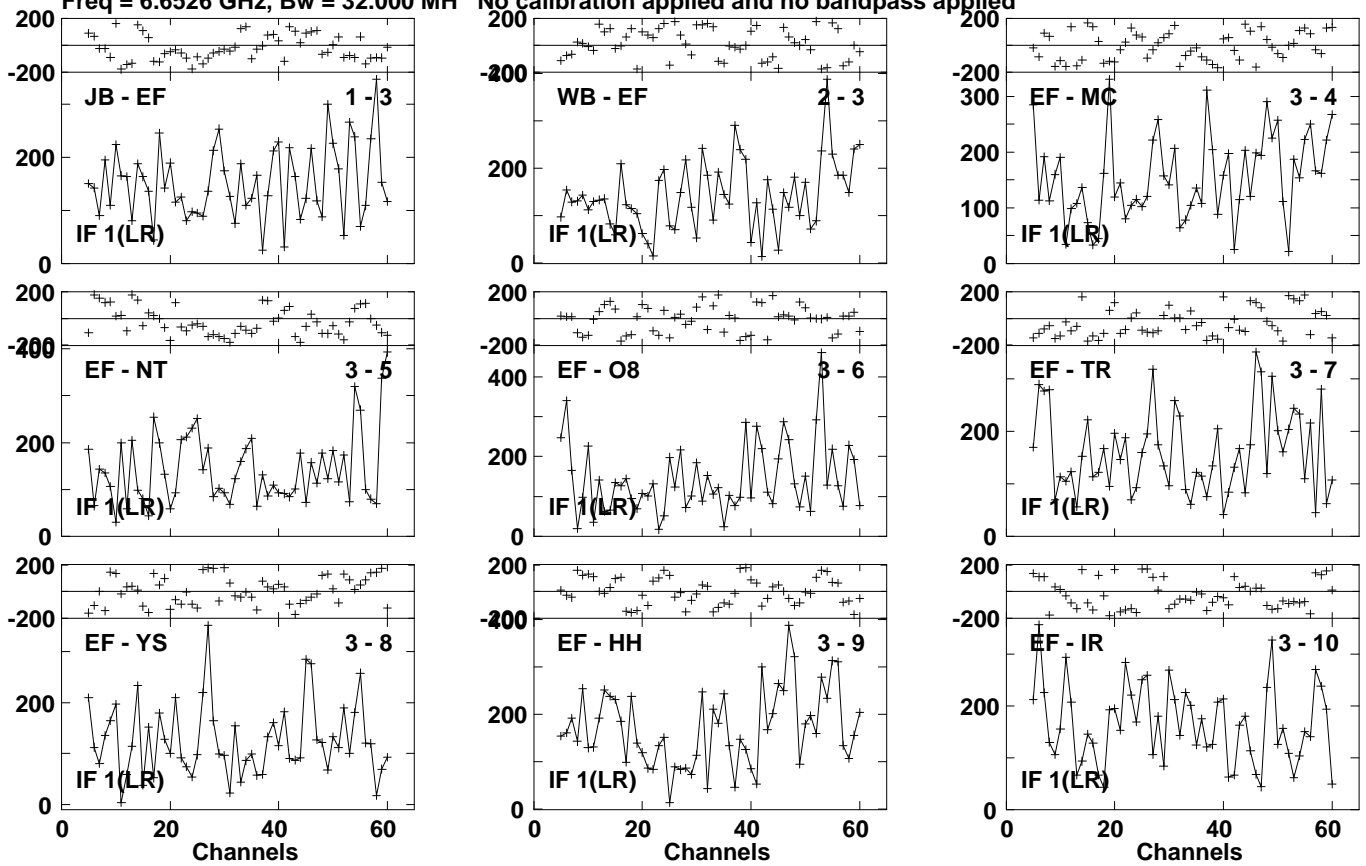 Freq = 6.6526 GHz, Bw = 32.000 MH   No calibration applied and no bandpass applied
200
-200
JB - EF 1 - 3
200
IF 1(LR)
0
-200
400
WB - EF 2 - 3
200
IF 1(LR)
0
200
-200
300
EF - MC 3 - 4
200
100
IF 1(LR)
0
200
-200
400
EF - NT 3 - 5
200
IF 1(LR)
0
200
-200
400
EF - O8 3 - 6
200
IF 1(LR)
0
200
-200
EF - TR 3 - 7
200
IF 1(LR)
0
200
-200
EF - YS 3 - 8
200
IF 1(LR)
0
0 20 40 60
Channels
200
-200
400
EF - HH 3 - 9
200
IF 1(LR)
0
0 20 40 60
Channels
200
-200
EF - IR 3 - 10
200
IF 1(LR)
0
0 20 40 60
Channels